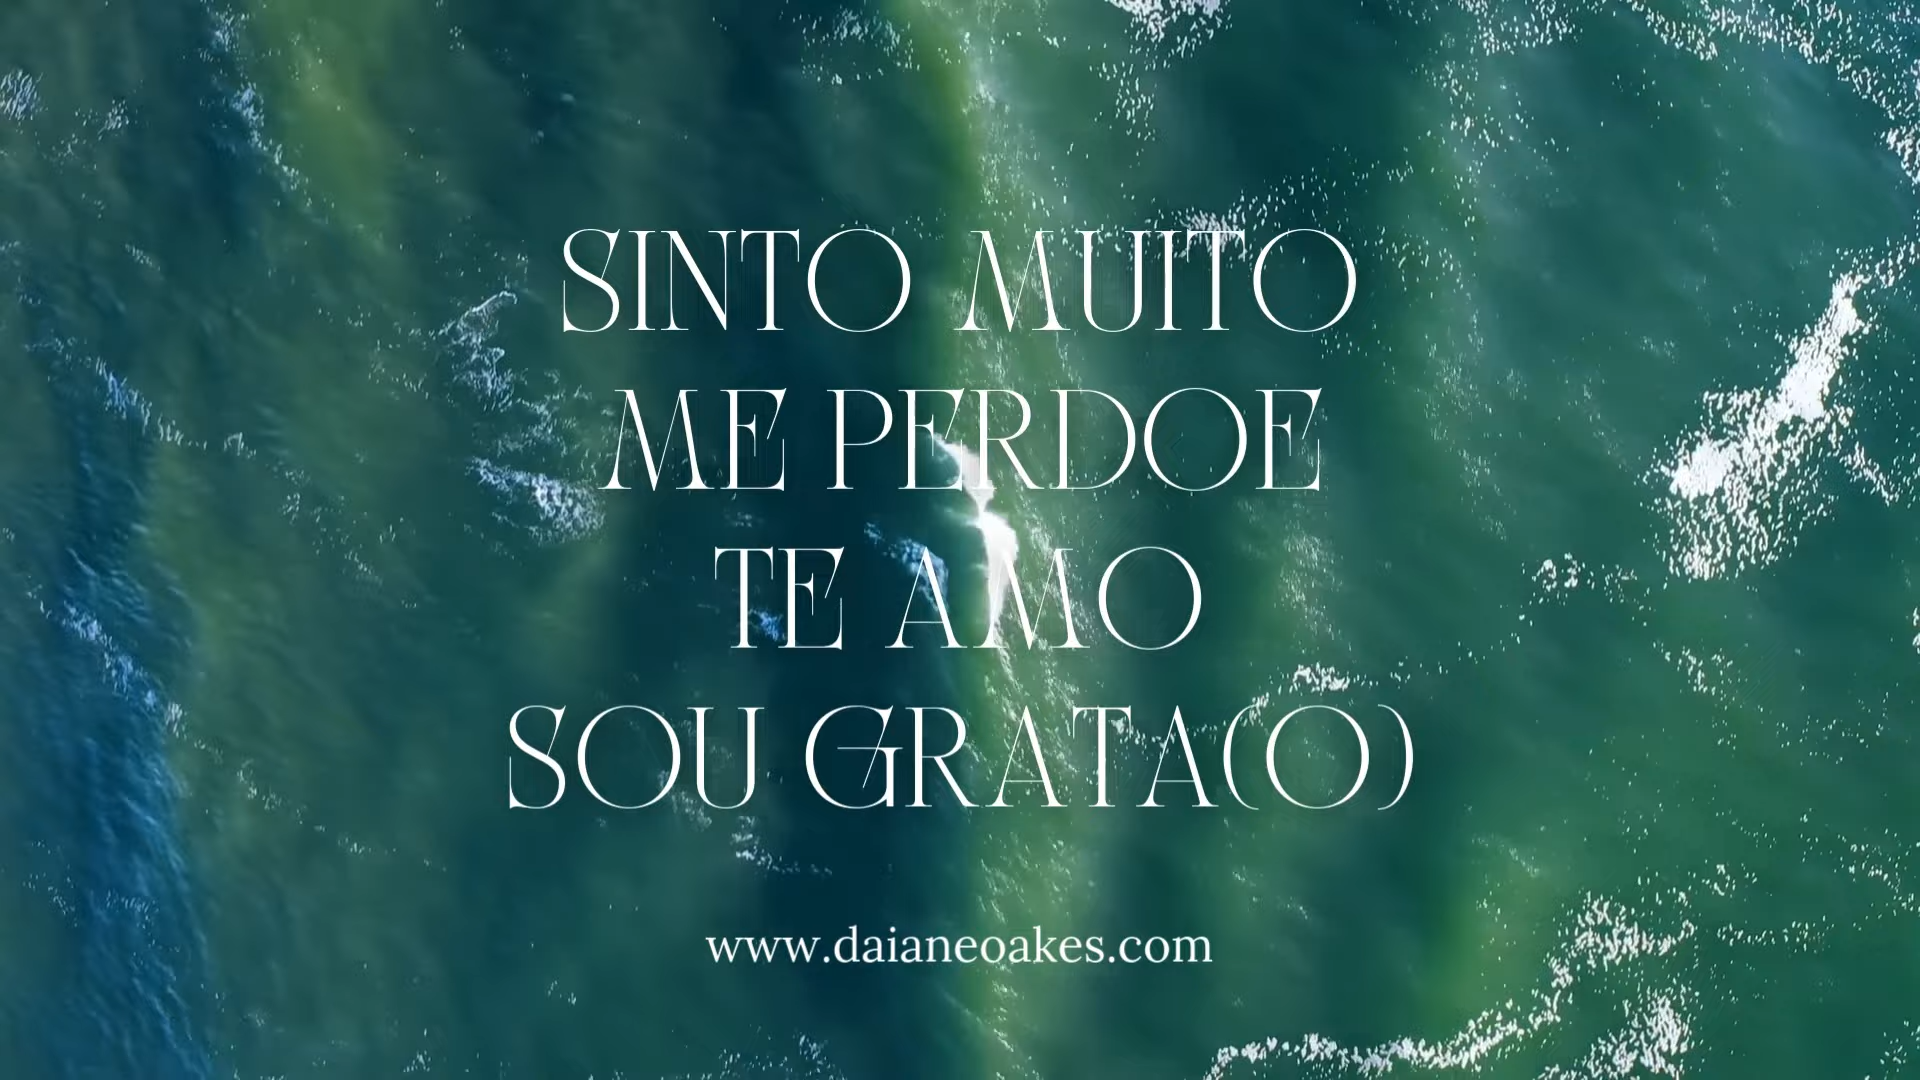 SINTO MUITO
ME PERDOE
TE AMO
SOU GRATA(O)
www.daianeoakes.com